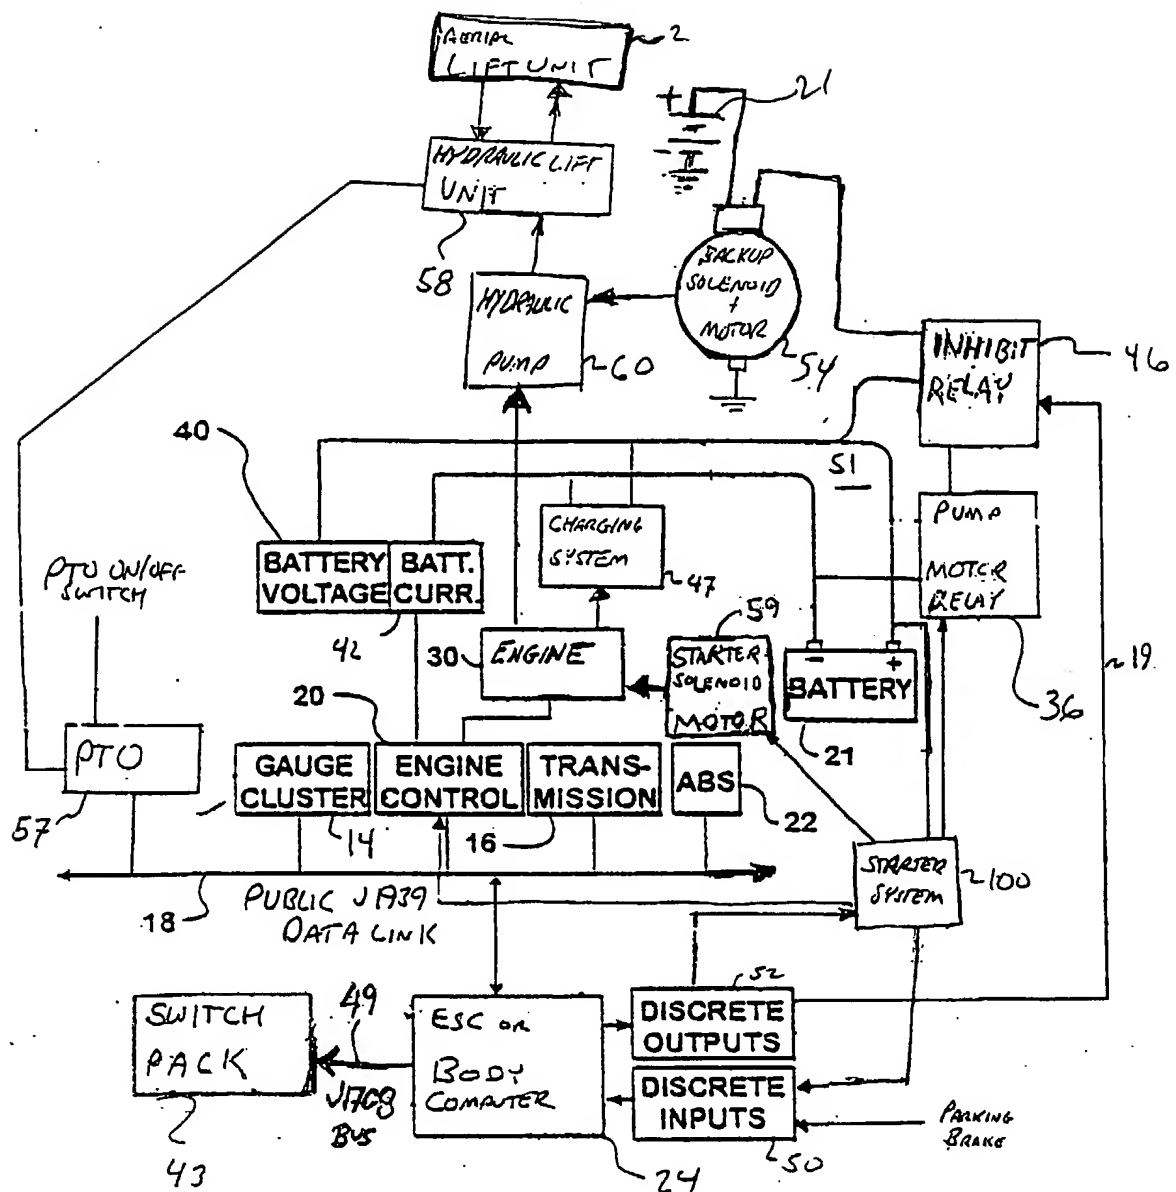 AERIAL
LIFT UNIT
2
+
21
-
HYDRAULIC LIFT
UNIT
58
BACKUP
SOLENOID
+
MOTOR
54
HYDRAULIC
PUMP
60
INHIBIT
RELAY
46
40
51
PUMP
MOTOR
RELAY
36
19
CHARGING
SYSTEM
47
PTO ON/OFF
SWITCH
BATTERY
VOLTAGE
BATT.
CURR.
42
59
30
ENGINE
STARTER
SOLENOID
MOTOR
- +
BATTERY
21
20
PTO
57
GAUGE
CLUSTER
14
ENGINE
CONTROL
TRANS-
MISSION
16
ABS
22
18
PUBLIC J1939
DATA LINK
STARTER
SYSTEM
100
SWITCH
PACK
43
49
J1708
BUS
ESC OR
BODY
COMPUTER
24
52
DISCRETE
OUTPUTS
DISCRETE
INPUTS
50
PARKING
BRAKE